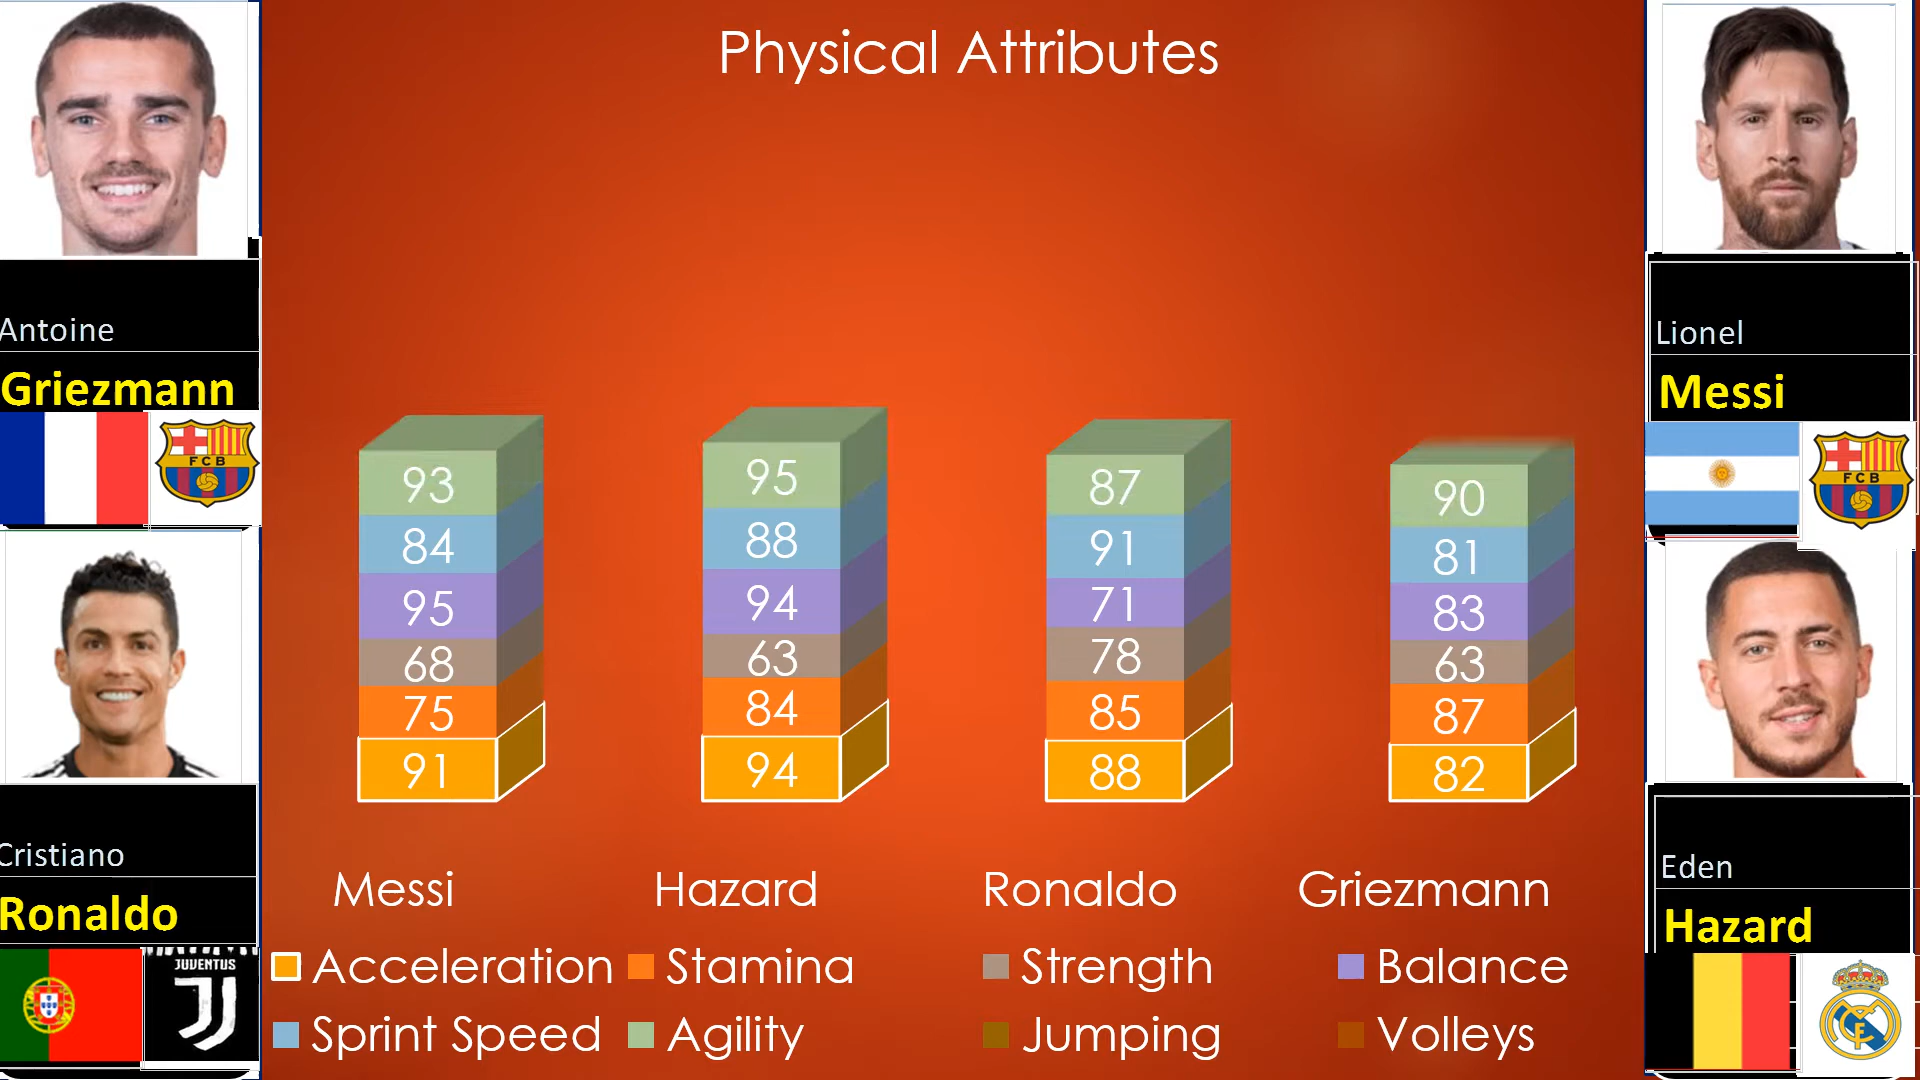 Physical Attributes
Antoine
Griezmann
FCB
Cristiano
Ronaldo
JUVENTUS
Lionel
Messi
FCB
Eden
Hazard
93 95 87 90
84 88 91 81
95 94 71 83
68 63 78 63
75 84 85 87
91 94 88 82
Messi Hazard Ronaldo Griezmann
Acceleration Stamina Strength Balance
Sprint Speed Agility Jumping Volleys